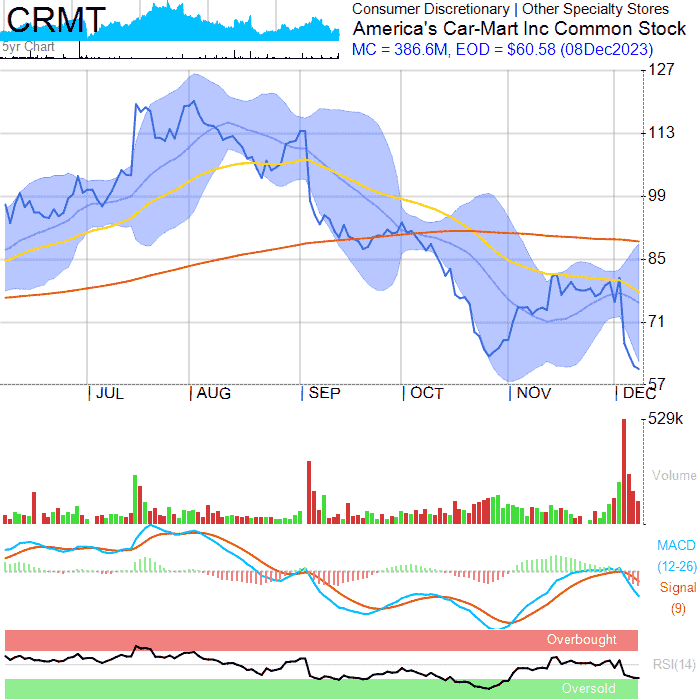 CRMT
5yr Chart
Consumer Discretionary | Other Specialty Stores
America's Car-Mart Inc Common Stock
MC = 386.6M, EOD = $60.58 (08Dec2023)
127
113
99
85
71
57
JUL
AUG
SEP
OCT
NOV
DEC
529k
Volume
MACD
(12-26)
Signal
(9)
Overbought
RSI(14)
Oversold